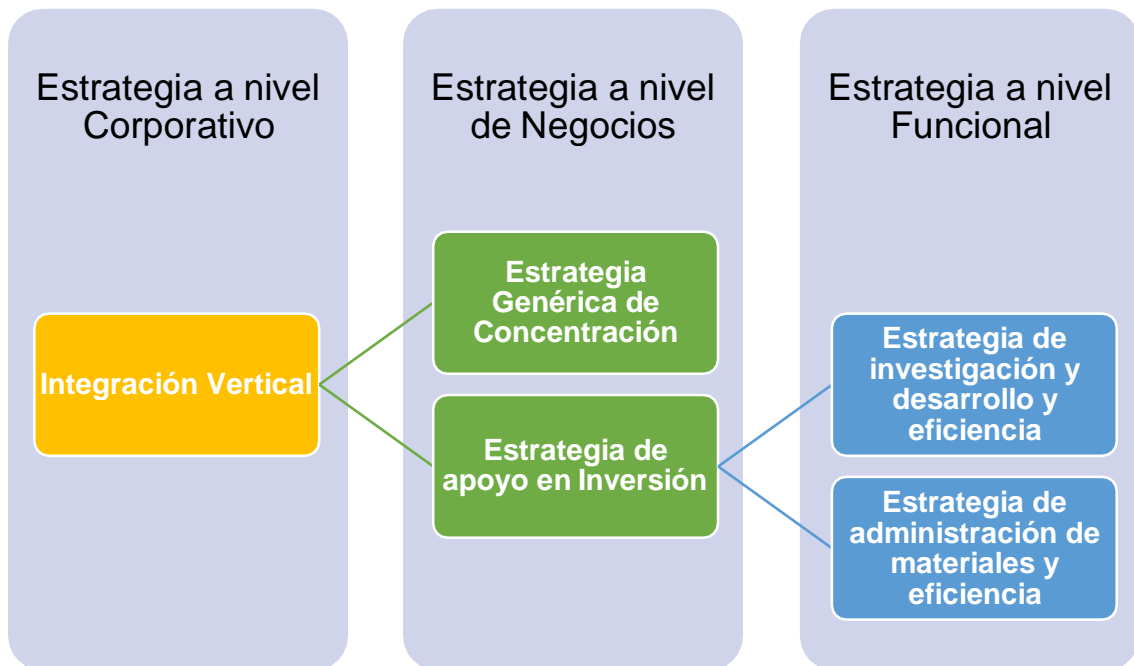 Estrategia a nivel
Corporativo
Integración Vertical
Estrategia a nivel
de Negocios
Estrategia
Genérica de
Concentración
Estrategia de
apoyo en Inversión
Estrategia a nivel
Funcional
Estrategia de
investigación y
desarrollo y
eficiencia
Estrategia de
administración de
materiales y
eficiencia